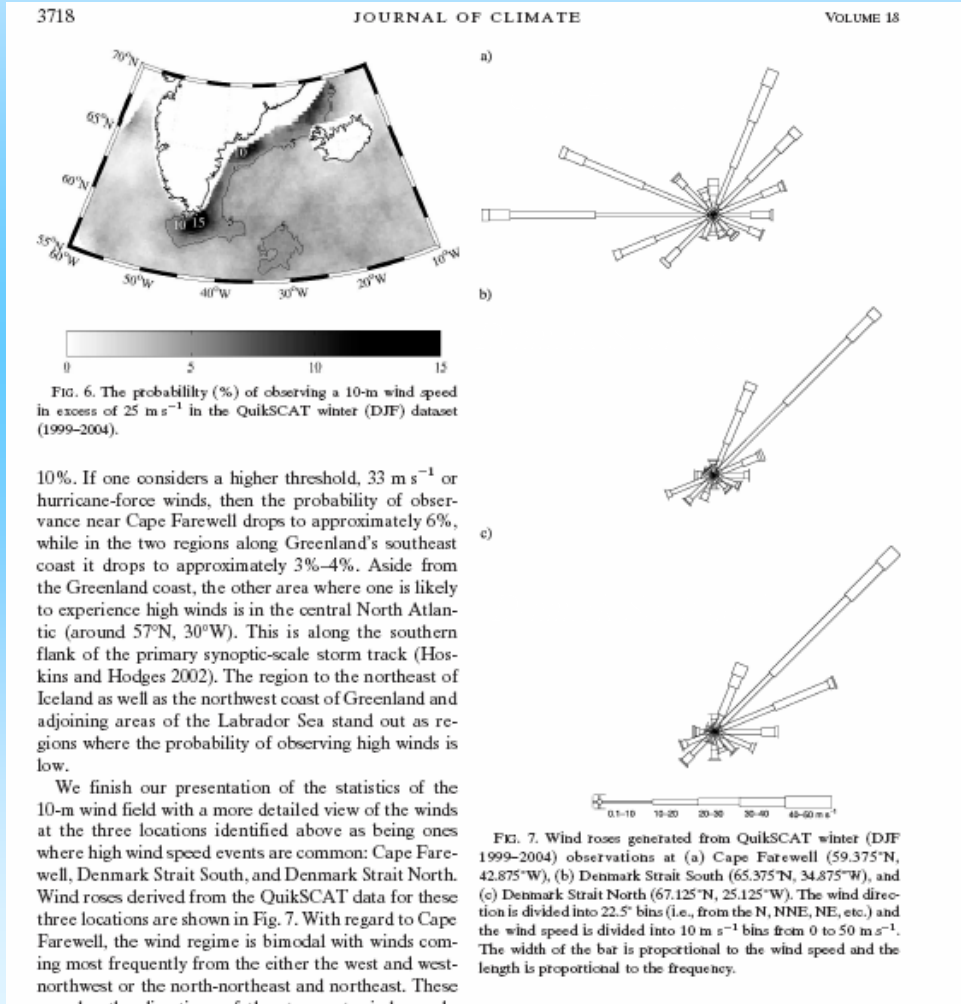 3718
JOURNAL OF CLIMATE
VOLUME 18
70°N
65°N
60°N
55°N
60°W
50°W
40°W
30°W
20°W
10°W
10 15
5
5
0
5
10
15
FIG. 6. The probabililty (%) of observing a 10-m wind speed
in excess of 25 m s−1 in the QuikSCAT winter (DJF) dataset
(1999–2004).
10%. If one considers a higher threshold, 33 m s−1 or
hurricane-force winds, then the probability of obser-
vance near Cape Farewell drops to approximately 6%,
while in the two regions along Greenland's southeast
coast it drops to approximately 3%–4%. Aside from
the Greenland coast, the other area where one is likely
to experience high winds is in the central North Atlan-
tic (around 57°N, 30°W). This is along the southern
flank of the primary synoptic-scale storm track (Hos-
kins and Hodges 2002). The region to the northeast of
Iceland as well as the northwest coast of Greenland and
adjoining areas of the Labrador Sea stand out as re-
gions where the probability of observing high winds is
low.
We finish our presentation of the statistics of the
10-m wind field with a more detailed view of the winds
at the three locations identified above as being ones
where high wind speed events are common: Cape Fare-
well, Denmark Strait South, and Denmark Strait North.
Wind roses derived from the QuikSCAT data for these
three locations are shown in Fig. 7. With regard to Cape
Farewell, the wind regime is bimodal with winds com-
ing most frequently from the either the west and west-
northwest or the north-northeast and northeast. These
a)
b)
c)
0.1–10 10–20 20–30 30–40 40–50 m s-1
FIG. 7. Wind roses generated from QuikSCAT winter (DJF
1999–2004) observations at (a) Cape Farewell (59.375°N,
42.875°W), (b) Denmark Strait South (65.375°N, 34.875°W), and
(c) Denmark Strait North (67.125°N, 25.125°W). The wind direc-
tion is divided into 22.5° bins (i.e., from the N, NNE, NE, etc.) and
the wind speed is divided into 10 m s−1 bins from 0 to 50 m s−1.
The width of the bar is proportional to the wind speed and the
length is proportional to the frequency.